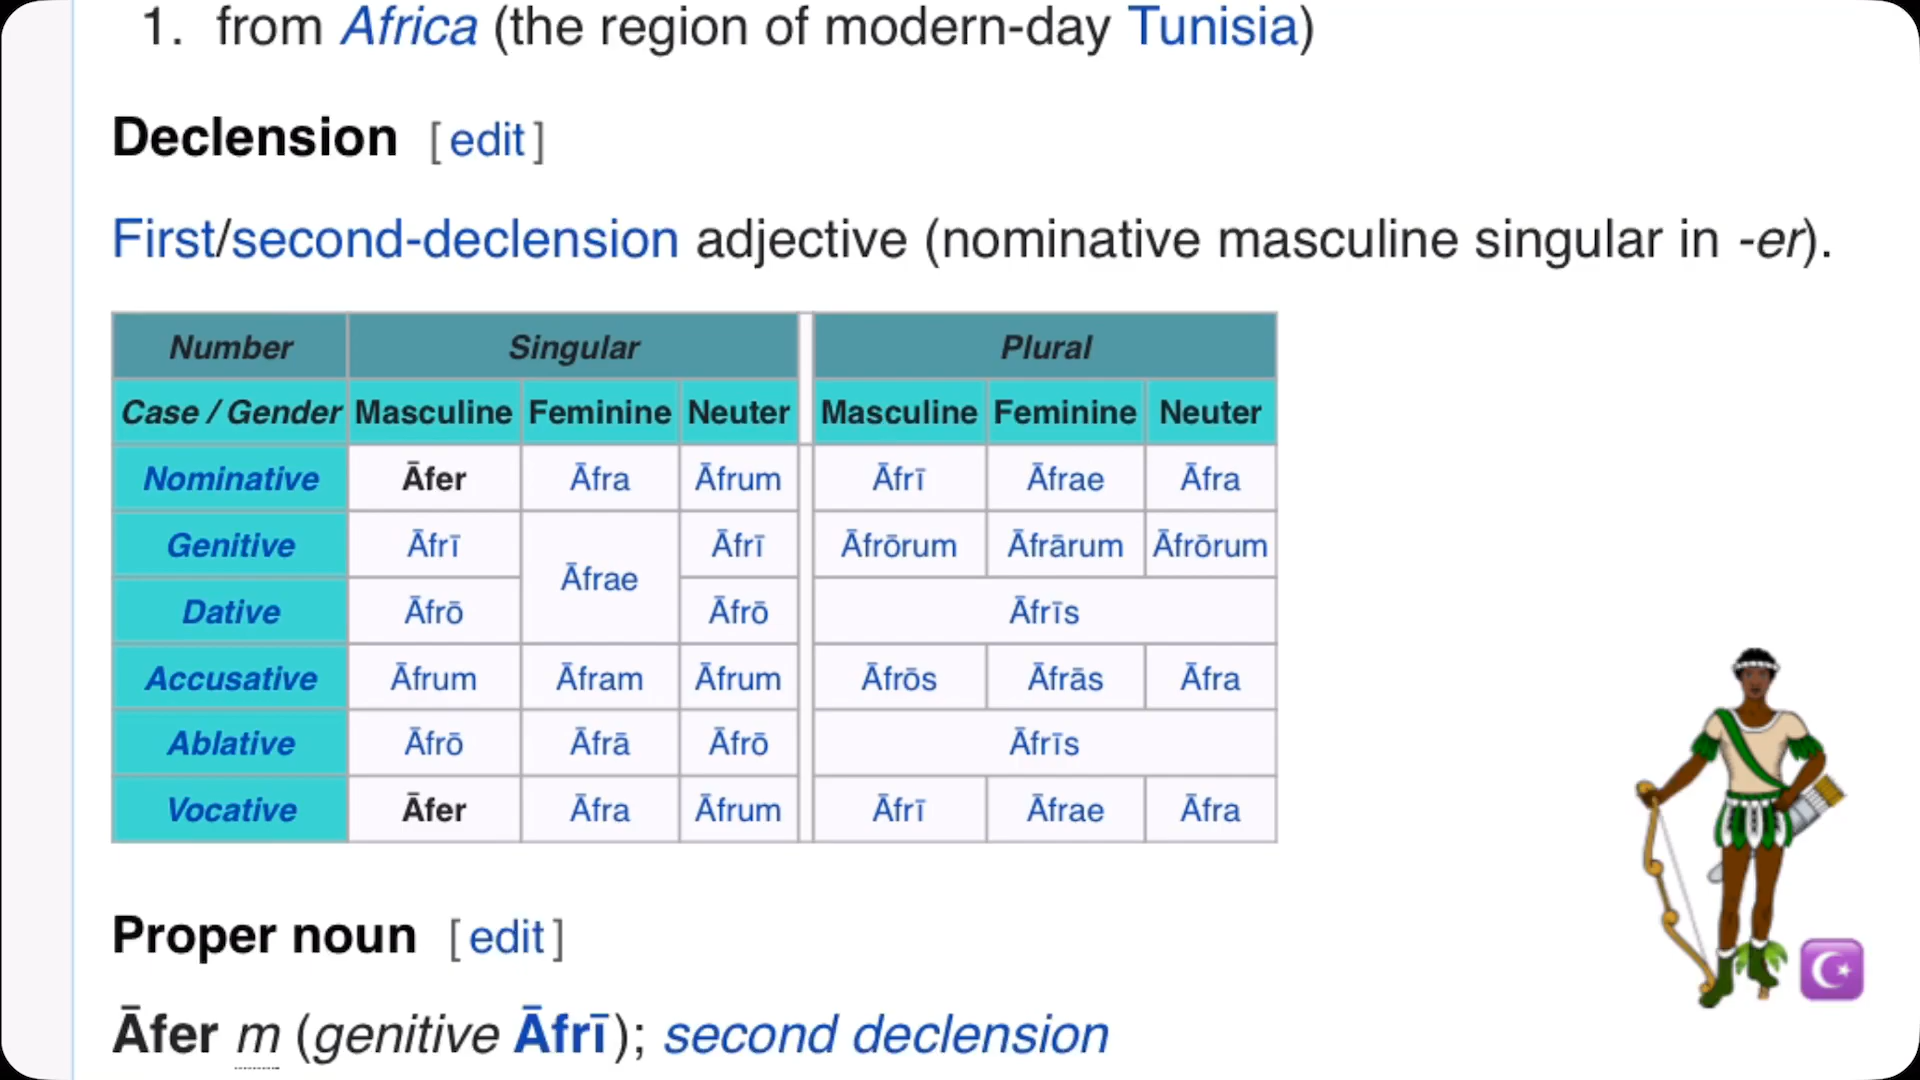 1. from Africa (the region of modern-day Tunisia)
Declension [edit]
First/second-declension adjective (nominative masculine singular in -er).
Number Singular Plural
Case / Gender Masculine Feminine Neuter Masculine Feminine Neuter
Nominative Āfer Āfra Āfrum Āfrī Āfrae Āfra
Genitive Āfrī Āfrae Āfrī Āfrōrum Āfrārum Āfrōrum
Dative Āfrō Āfrō Āfrīs
Accusative Āfrum Āfram Āfrum Āfrōs Āfrās Āfra
Ablative Āfrō Āfrā Āfrō Āfrīs
Vocative Āfer Āfra Āfrum Āfrī Āfrae Āfra
Proper noun [edit]
Āfer m (genitive Āfrī); second declension